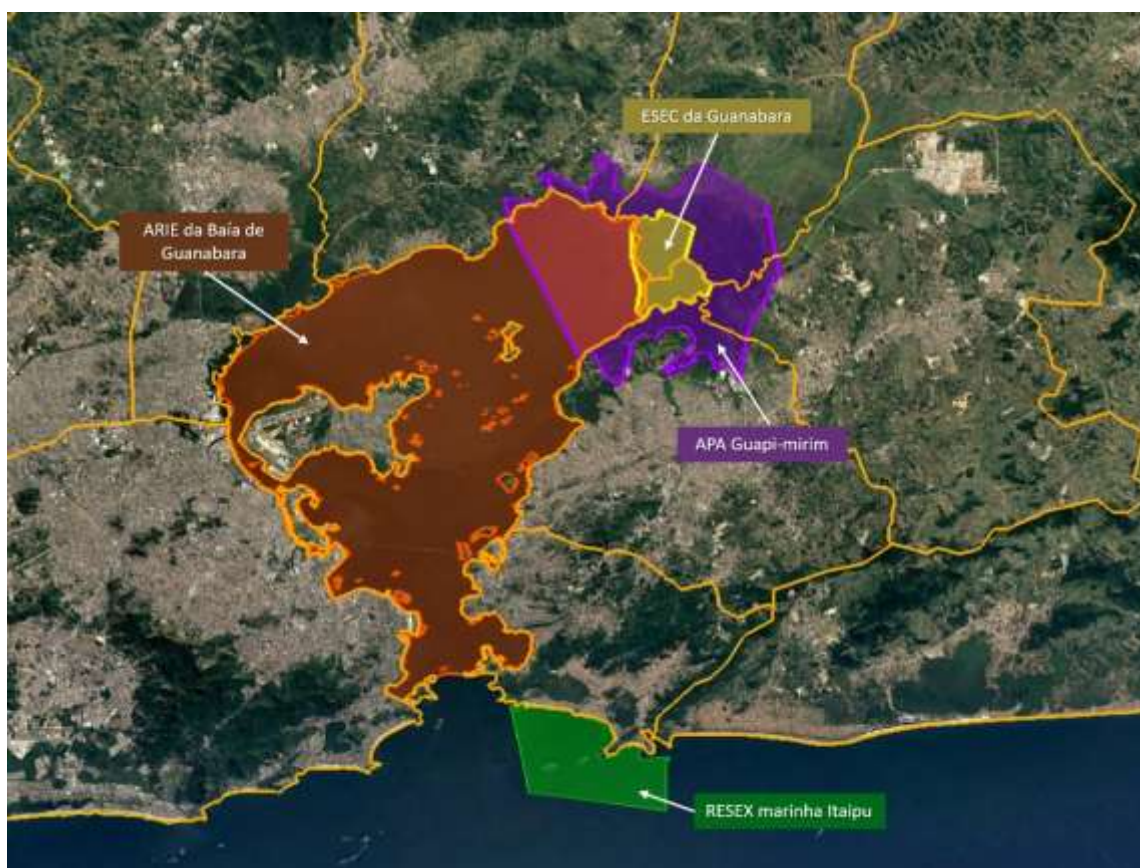 ESEC da Guanabara
ARIE da Baía de
Guanabara
APA Guapi-mirim
RESEX marinha Itaipu